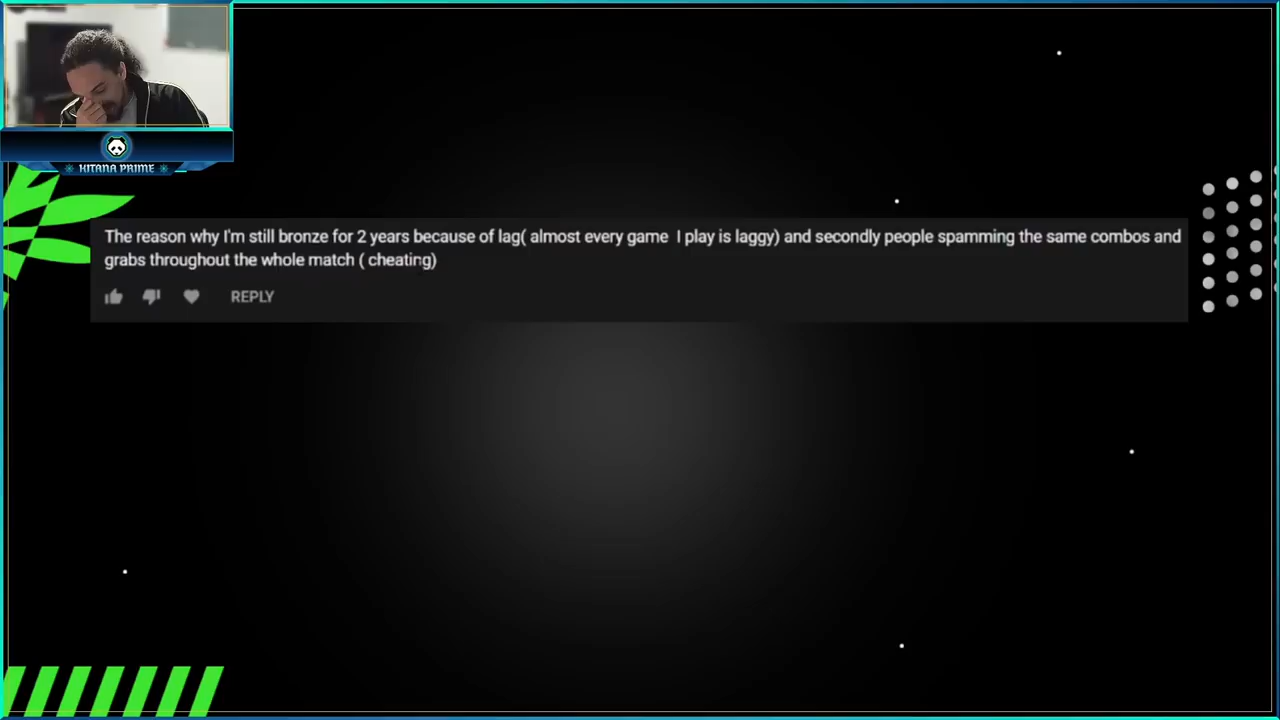 KITANA PRIME
The reason why I'm still bronze for 2 years because of lag( almost every game  I play is laggy) and secondly people spamming the same combos and
grabs throughout the whole match ( cheating)
REPLY